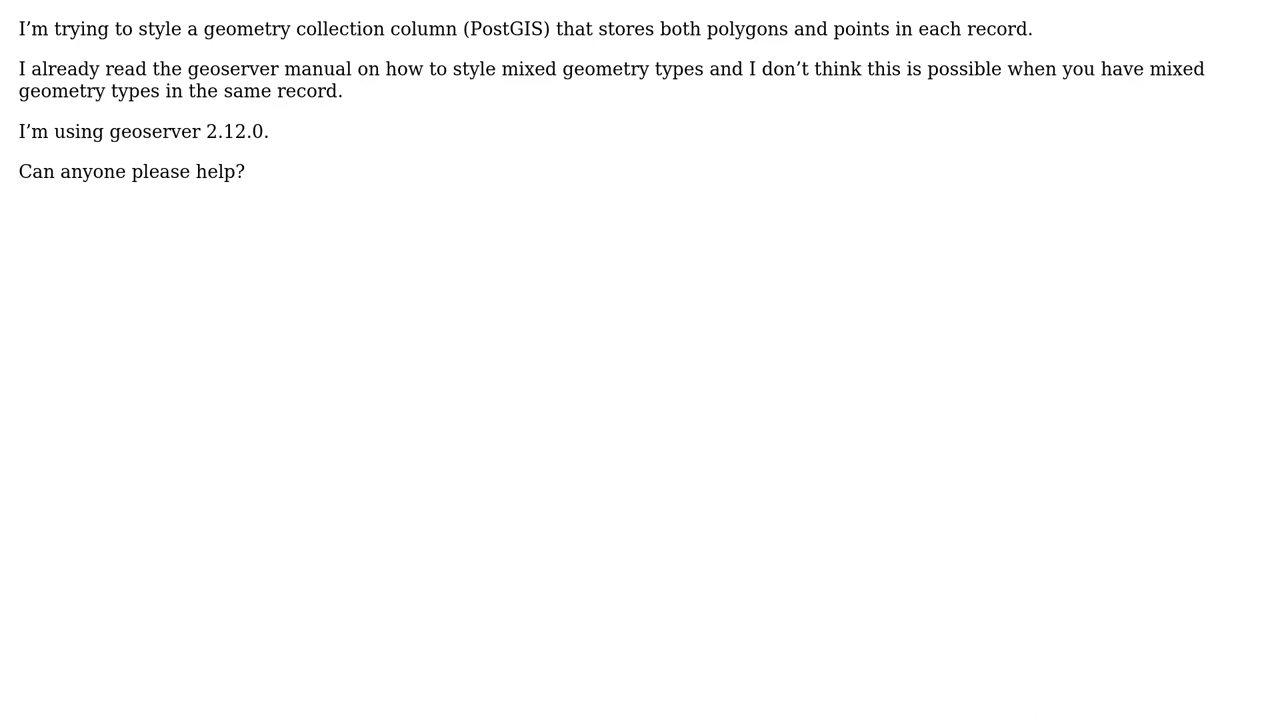 I’m trying to style a geometry collection column (PostGIS) that stores both polygons and points in each record.
I already read the geoserver manual on how to style mixed geometry types and I don’t think this is possible when you have mixed
geometry types in the same record.
I’m using geoserver 2.12.0.
Can anyone please help?